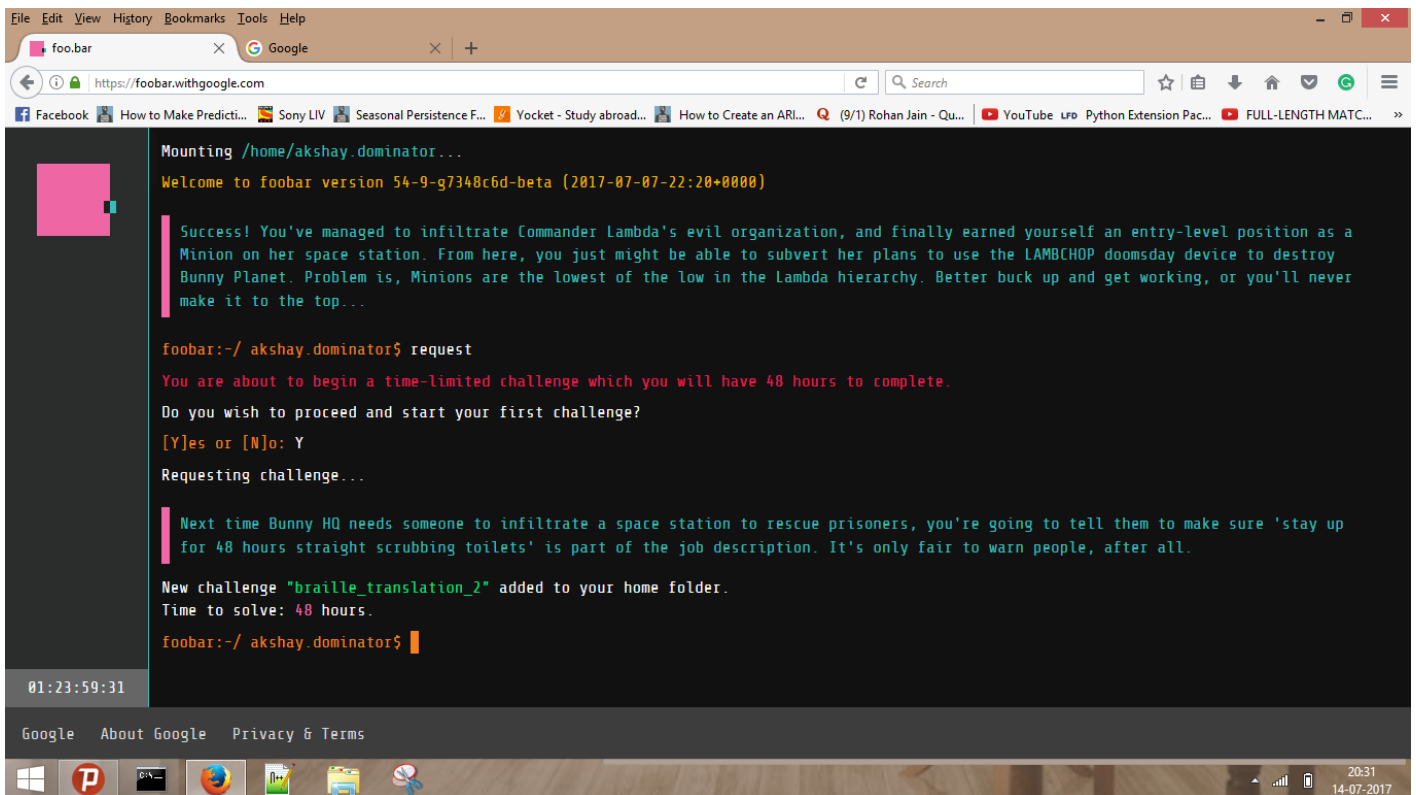 File Edit View History Bookmarks Tools Help
foo.bar
Google
https://foobar.withgoogle.com
Search
Facebook How to Make Predicti... Sony LIV Seasonal Persistence F... Yocket - Study abroad... How to Create an ARI... (9/1) Rohan Jain - Qu... YouTube LFD Python Extension Pac... FULL-LENGTH MATC... »
Mounting /home/akshay.dominator...
Welcome to foobar version 54-9-g7348c6d-beta (2017-07-07-22:20+0000)
Success! You've managed to infiltrate Commander Lambda's evil organization, and finally earned yourself an entry-level position as a
Minion on her space station. From here, you just might be able to subvert her plans to use the LAMBCHOP doomsday device to destroy
Bunny Planet. Problem is, Minions are the lowest of the low in the Lambda hierarchy. Better buck up and get working, or you'll never
make it to the top...
foobar:~/ akshay.dominator$ request
You are about to begin a time-limited challenge which you will have 48 hours to complete.
Do you wish to proceed and start your first challenge?
[Y]es or [N]o: Y
Requesting challenge...
Next time Bunny HQ needs someone to infiltrate a space station to rescue prisoners, you're going to tell them to make sure 'stay up
for 48 hours straight scrubbing toilets' is part of the job description. It's only fair to warn people, after all.
New challenge "braille_translation_2" added to your home folder.
Time to solve: 48 hours.
foobar:~/ akshay.dominator$
01:23:59:31
Google About Google Privacy & Terms
20:31
14-07-2017